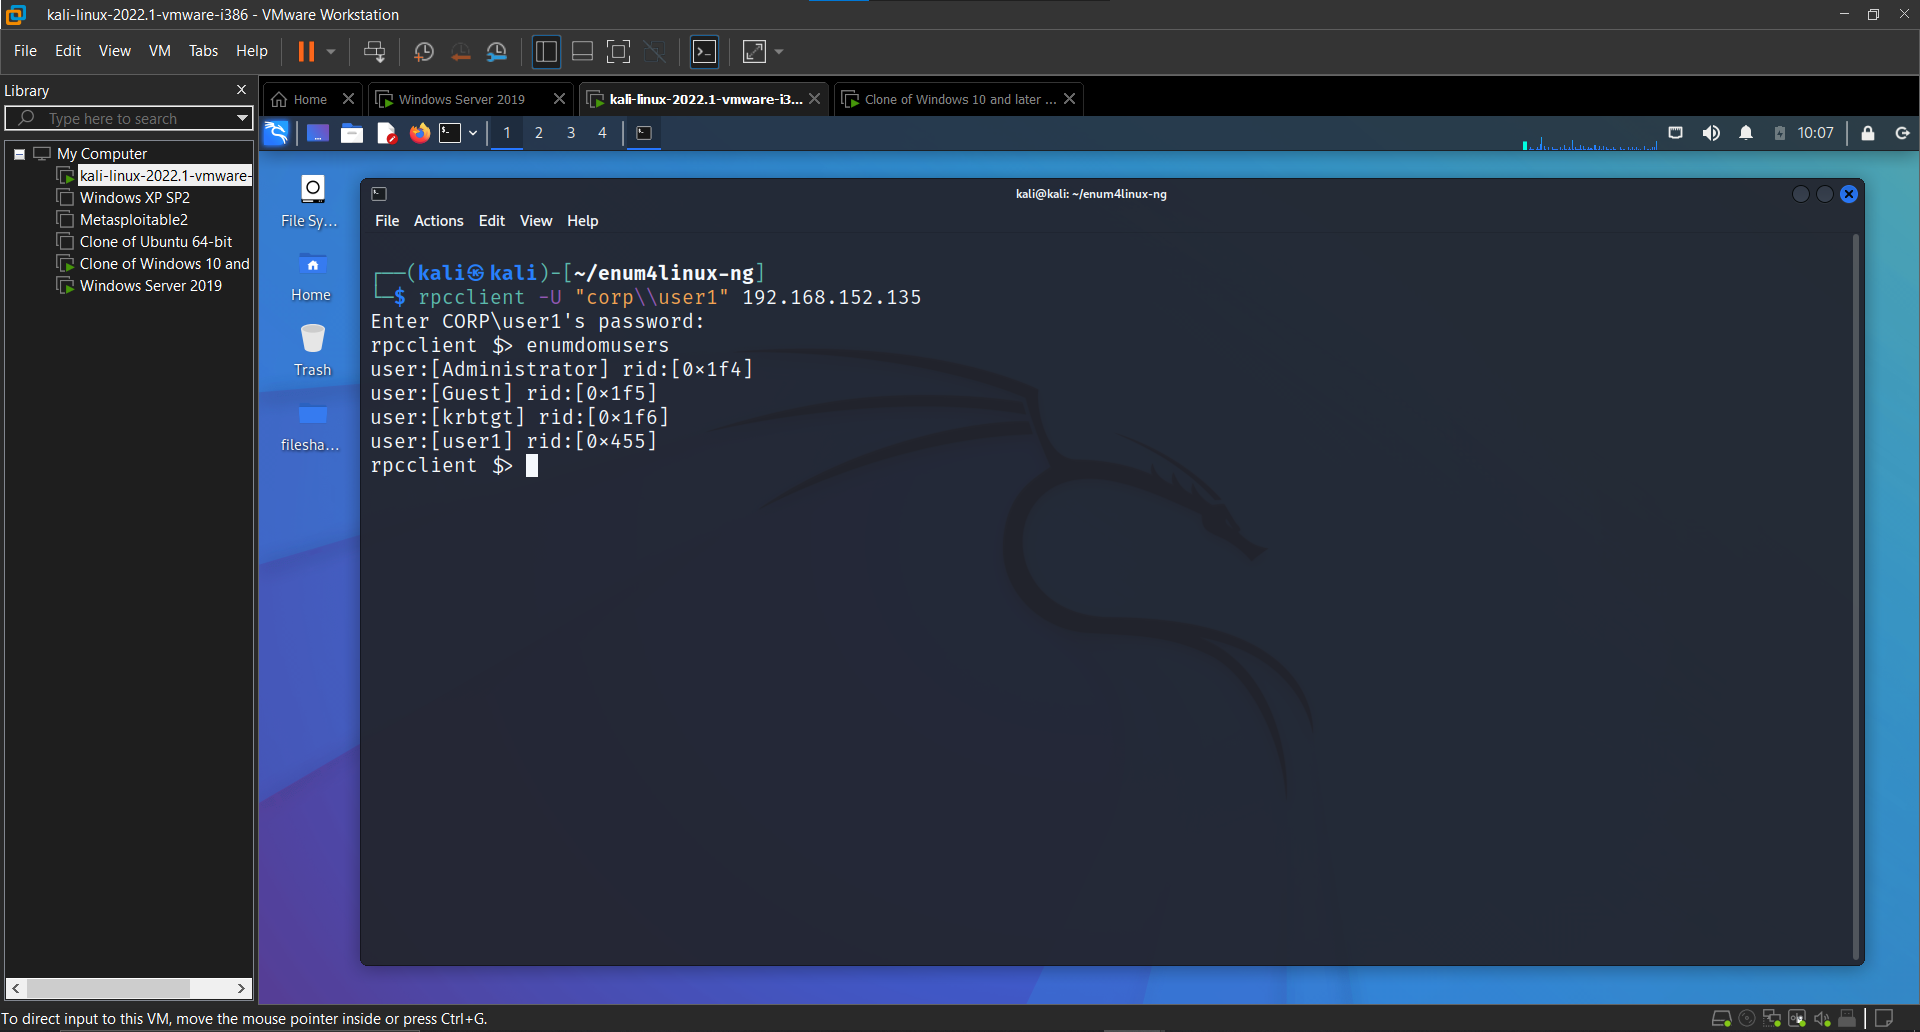 kali-linux-2022.1-vmware-i386 - VMware Workstation
File Edit View VM Tabs Help
Library
Type here to search
My Computer
kali-linux-2022.1-vmware-
Windows XP SP2
Metasploitable2
Clone of Ubuntu 64-bit
Clone of Windows 10 and
Windows Server 2019
Home
Windows Server 2019
kali-linux-2022.1-vmware-i3...
Clone of Windows 10 and later ...
1 2 3 4
10:07
File Sy...
Home
Trash
filesha...
kali@kali: ~/enum4linux-ng
File Actions Edit View Help
┌──(kali㉿kali)-[~/enum4linux-ng]
└─$ rpcclient -U "corp\\user1" 192.168.152.135
Enter CORP\user1's password:
rpcclient $> enumdomusers
user:[Administrator] rid:[0×1f4]
user:[Guest] rid:[0×1f5]
user:[krbtgt] rid:[0×1f6]
user:[user1] rid:[0×455]
rpcclient $>
To direct input to this VM, move the mouse pointer inside or press Ctrl+G.